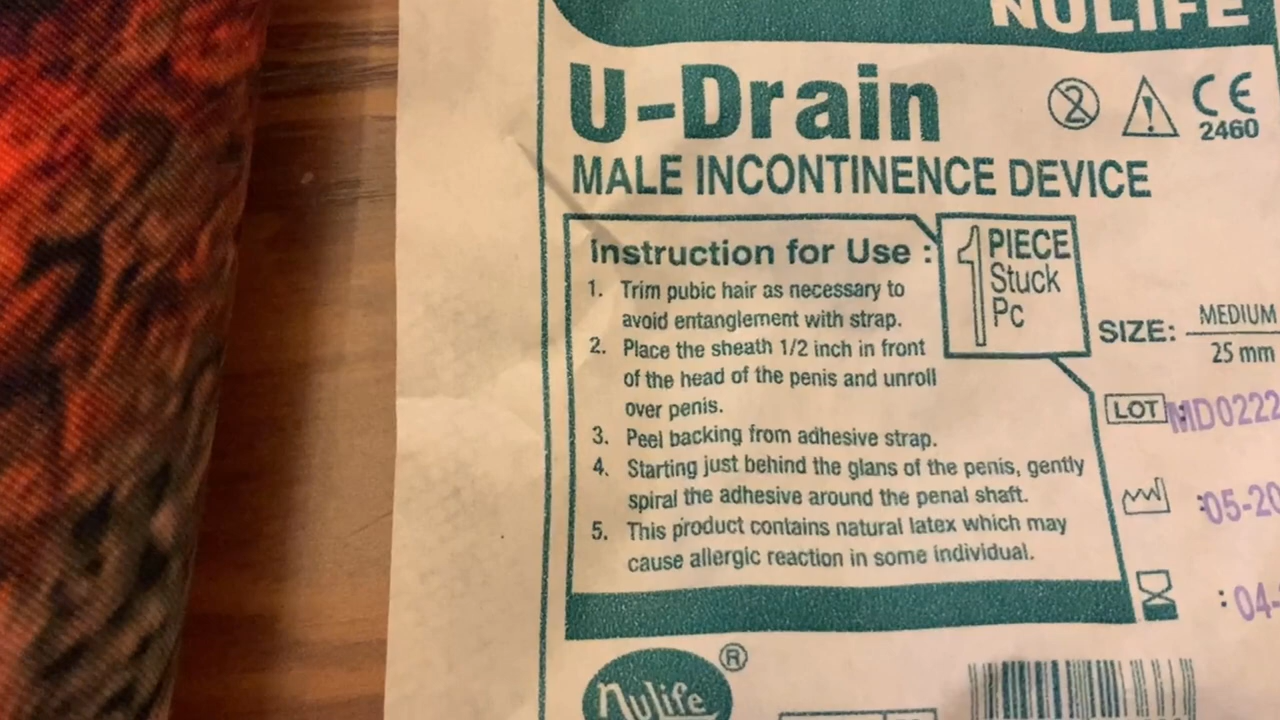 NULIFE
U-Drain
CE
2460
MALE INCONTINENCE DEVICE
Instruction for Use :
1. Trim pubic hair as necessary to
avoid entanglement with strap.
2. Place the sheath 1/2 inch in front
of the head of the penis and unroll
over penis.
3. Peel backing from adhesive strap.
4. Starting just behind the glans of the penis, gently
spiral the adhesive around the penal shaft.
5. This product contains natural latex which may
cause allergic reaction in some individual.
1 PIECE
Stuck
Pc
SIZE: MEDIUM
25 mm
LOT :MD0222
:05-20
:04-
nulife ®